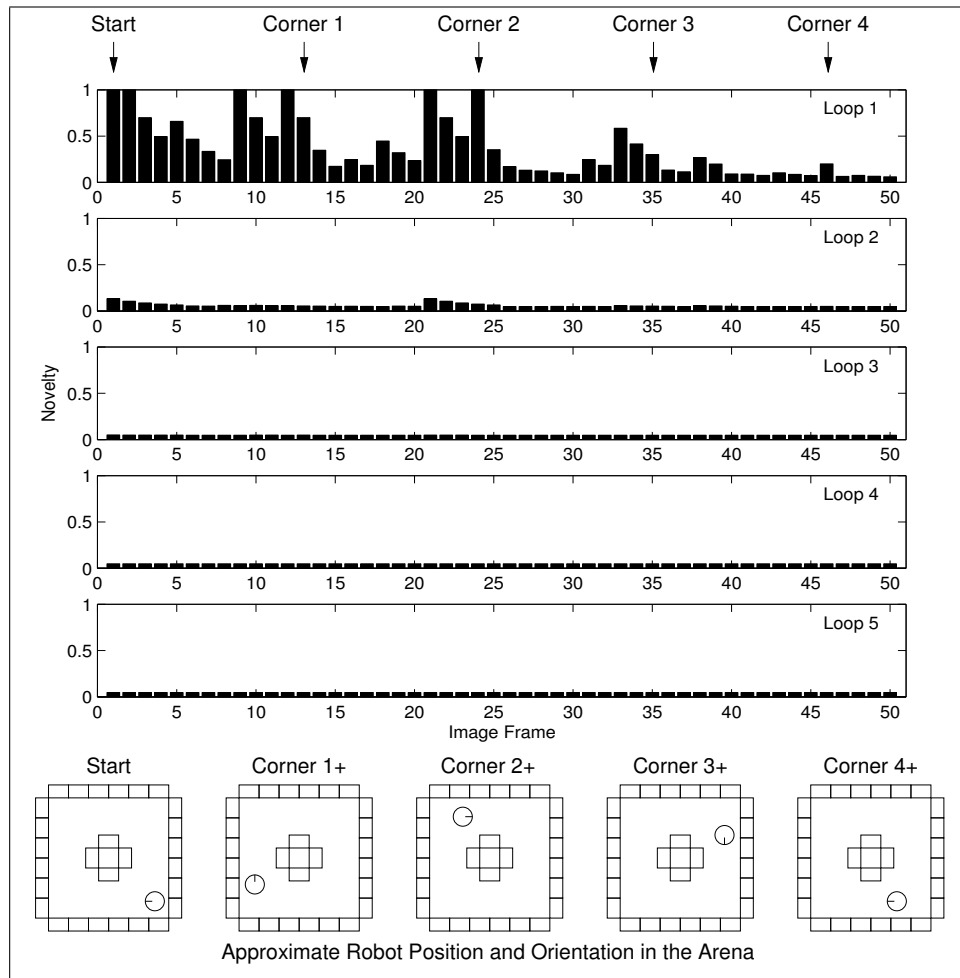 Start Corner 1 Corner 2 Corner 3 Corner 4
Loop 1
1
0.5
0
0 5 10 15 20 25 30 35 40 45 50
Loop 2
1
0.5
0
0 5 10 15 20 25 30 35 40 45 50
Loop 3
1
0.5
0
0 5 10 15 20 25 30 35 40 45 50
Novelty
Loop 4
1
0.5
0
0 5 10 15 20 25 30 35 40 45 50
Loop 5
1
0.5
0
0 5 10 15 20 25 30 35 40 45 50
Image Frame
Start Corner 1+ Corner 2+ Corner 3+ Corner 4+
Approximate Robot Position and Orientation in the Arena